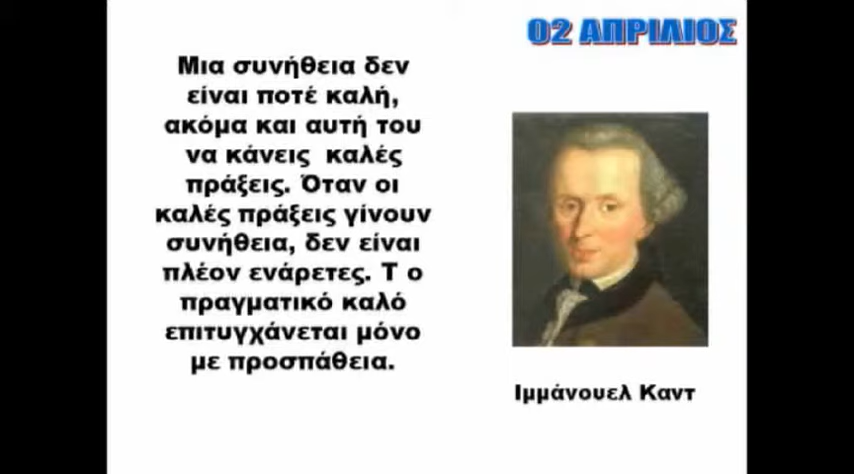 02 ΑΠΡΙΛΙΟΣ
Μια συνήθεια δεν
είναι ποτέ καλή,
ακόμα και αυτή του
να κάνεις καλές
πράξεις. Όταν οι
καλές πράξεις γίνουν
συνήθεια, δεν είναι
πλέον ενάρετες. Τ ο
πραγματικό καλό
επιτυγχάνεται μόνο
με προσπάθεια.
Ιμμάνουελ Καντ